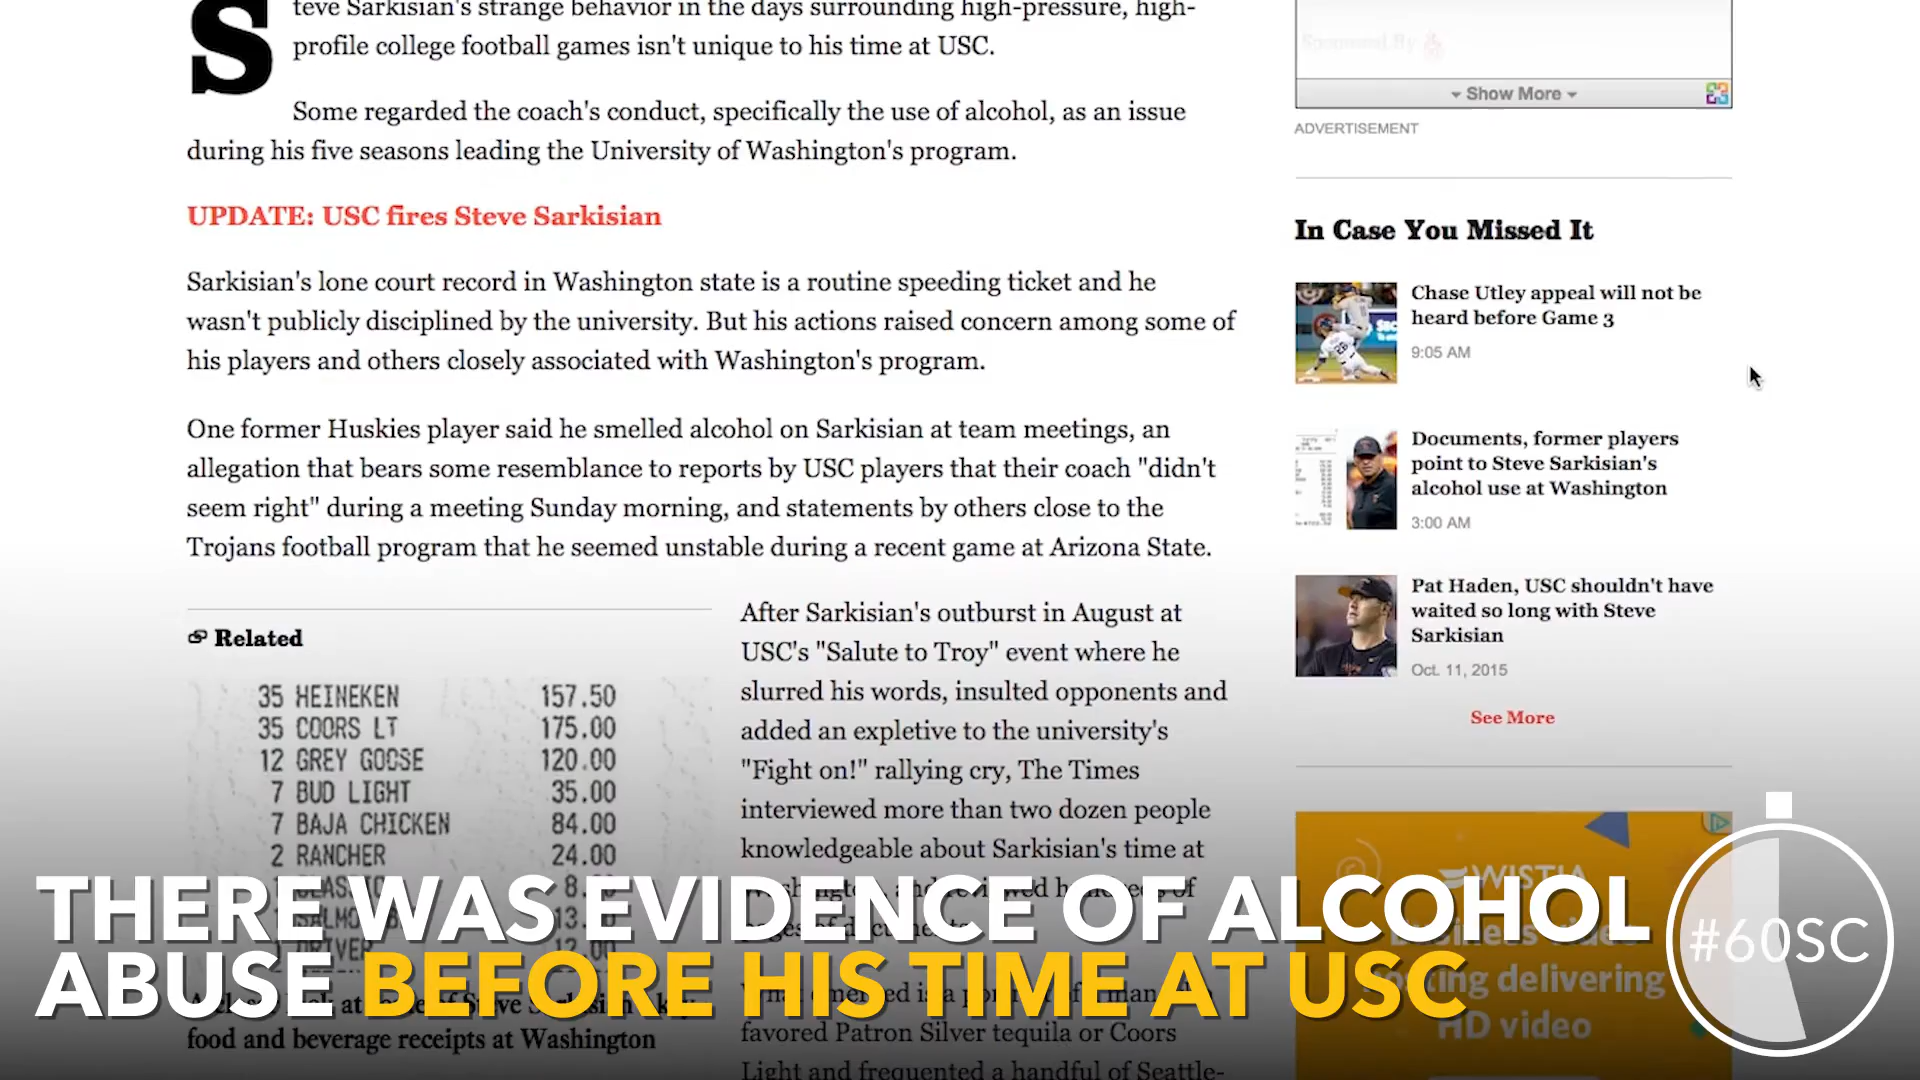 Steve Sarkisian's strange behavior in the days surrounding high-pressure, high-
profile college football games isn't unique to his time at USC.
Some regarded the coach's conduct, specifically the use of alcohol, as an issue
during his five seasons leading the University of Washington's program.
UPDATE: USC fires Steve Sarkisian
Sarkisian's lone court record in Washington state is a routine speeding ticket and he
wasn't publicly disciplined by the university. But his actions raised concern among some of
his players and others closely associated with Washington's program.
One former Huskies player said he smelled alcohol on Sarkisian at team meetings, an
allegation that bears some resemblance to reports by USC players that their coach "didn't
seem right" during a meeting Sunday morning, and statements by others close to the
Trojans football program that he seemed unstable during a recent game at Arizona State.
Related
35 HEINEKEN 157.50
35 COORS LT 175.00
12 GREY GOOSE 120.00
7 BUD LIGHT 35.00
7 BAJA CHICKEN 84.00
2 RANCHER 24.00
DRIVER 12.00
food and beverage receipts at Washington
After Sarkisian's outburst in August at
USC's "Salute to Troy" event where he
slurred his words, insulted opponents and
added an expletive to the university's
"Fight on!" rallying cry, The Times
interviewed more than two dozen people
knowledgeable about Sarkisian's time at
favored Patron Silver tequila or Coors
Light and frequented a handful of Seattle-
Sponsored By
Show More
ADVERTISEMENT
In Case You Missed It
Chase Utley appeal will not be
heard before Game 3
9:05 AM
Documents, former players
point to Steve Sarkisian's
alcohol use at Washington
3:00 AM
Pat Haden, USC shouldn't have
waited so long with Steve
Sarkisian
Oct. 11, 2015
See More
WISTIA
delivering
HD video
THERE WAS EVIDENCE OF ALCOHOL
ABUSE BEFORE HIS TIME AT USC
#60SC